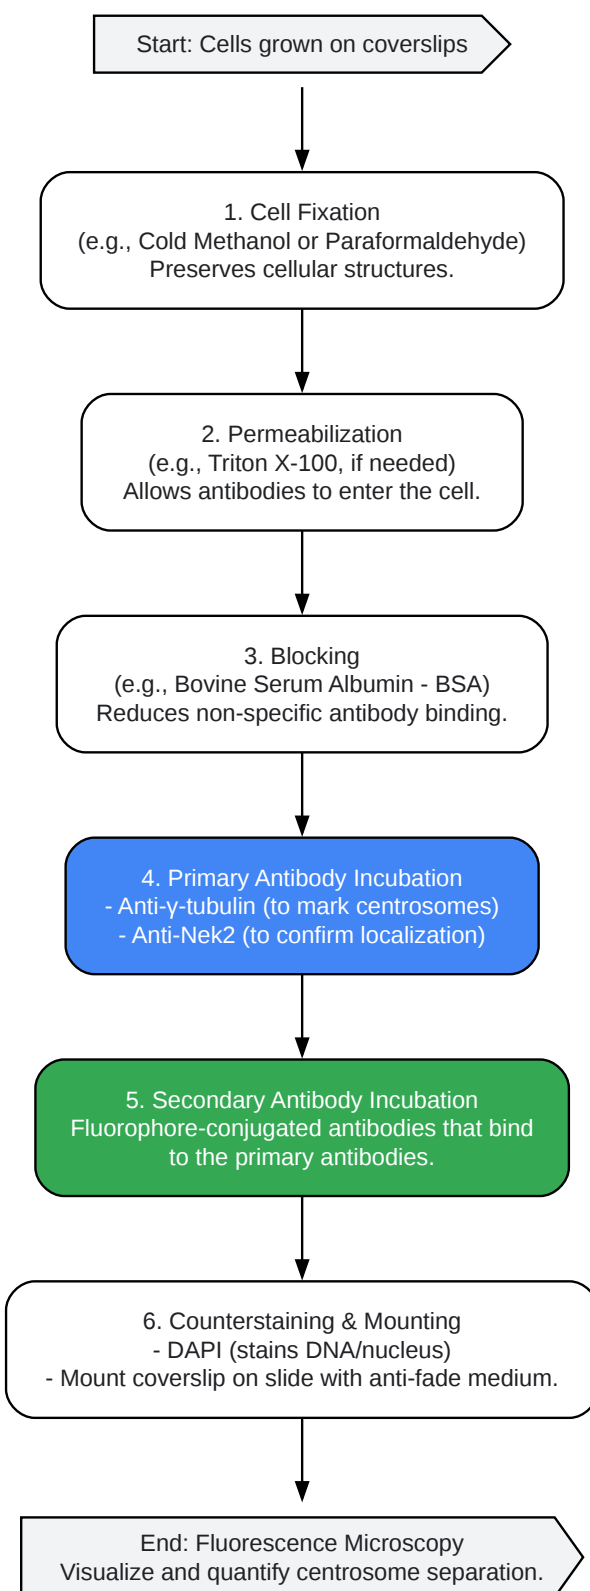 Start: Cells grown on coverslips
1. Cell Fixation
(e.g., Cold Methanol or Paraformaldehyde)
Preserves cellular structures.
2. Permeabilization
(e.g., Triton X-100, if needed)
Allows antibodies to enter the cell.
3. Blocking
(e.g., Bovine Serum Albumin - BSA)
Reduces non-specific antibody binding.
4. Primary Antibody Incubation
- Anti-γ-tubulin (to mark centrosomes)
- Anti-Nek2 (to confirm localization)
5. Secondary Antibody Incubation
Fluorophore-conjugated antibodies that bind
to the primary antibodies.
6. Counterstaining & Mounting
- DAPI (stains DNA/nucleus)
- Mount coverslip on slide with anti-fade medium.
End: Fluorescence Microscopy
Visualize and quantify centrosome separation.